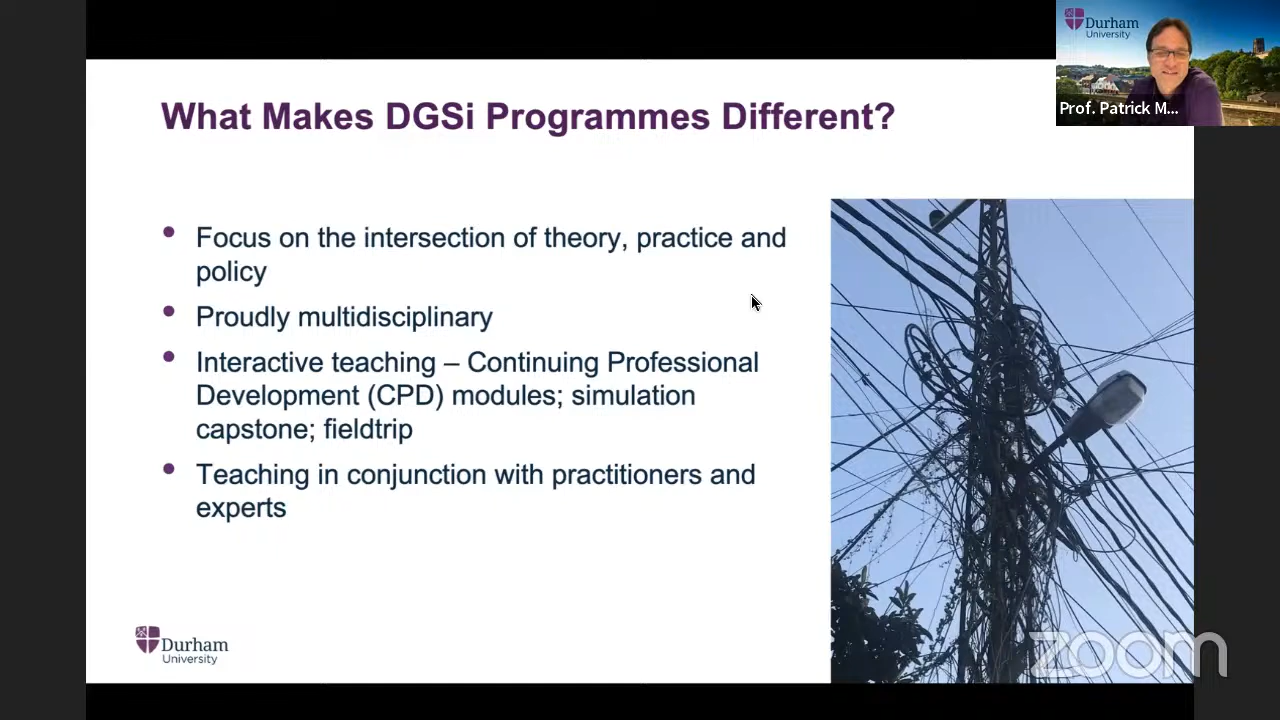 Durham
University
Prof. Patrick M...
What Makes DGSi Programmes Different?
• Focus on the intersection of theory, practice and
policy
• Proudly multidisciplinary
• Interactive teaching – Continuing Professional
Development (CPD) modules; simulation
capstone; fieldtrip
• Teaching in conjunction with practitioners and
experts
Durham
University
zoom